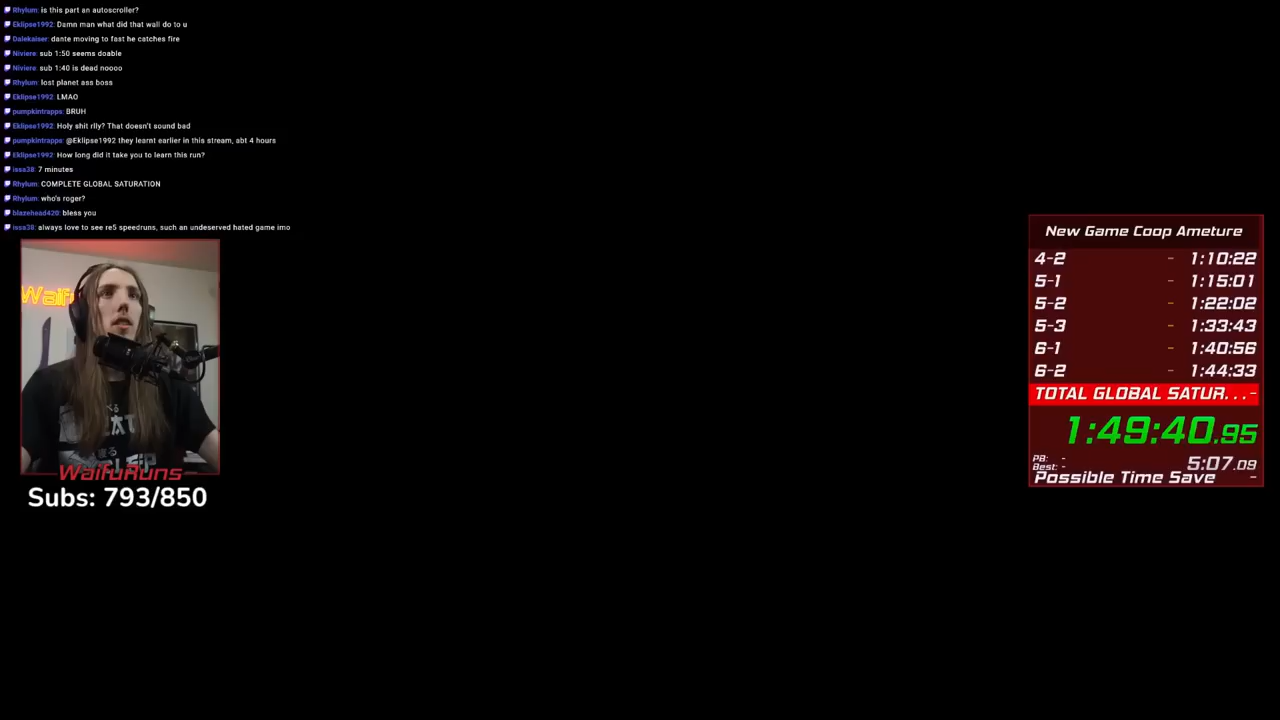 Rhylum: is this part an autoscroller?
Eklipse1992: Damn man what did that wall do to u
Dalekaiser: dante moving to fast he catches fire
Niviere: sub 1:50 seems doable
Niviere: sub 1:40 is dead noooo
Rhylum: lost planet ass boss
Eklipse1992: LMAO
pumpkintrapps: BRUH
Eklipse1992: Holy shit rlly? That doesn't sound bad
pumpkintrapps: @Eklipse1992 they learnt earlier in this stream, abt 4 hours
Eklipse1992: How long did it take you to learn this run?
issa38: 7 minutes
Rhylum: COMPLETE GLOBAL SATURATION
Rhylum: who's roger?
blazehead420: bless you
issa38: always love to see re5 speedruns, such an undeserved hated game imo
Waifu
WaifuRuns
Subs: 793/850
New Game Coop Ameture
4-2 - 1:10:22
5-1 - 1:15:01
5-2 - 1:22:02
5-3 - 1:33:43
6-1 - 1:40:56
6-2 - 1:44:33
TOTAL GLOBAL SATUR... -
1:49:40.95
PB: -
Best: - 5:07.09
Possible Time Save -